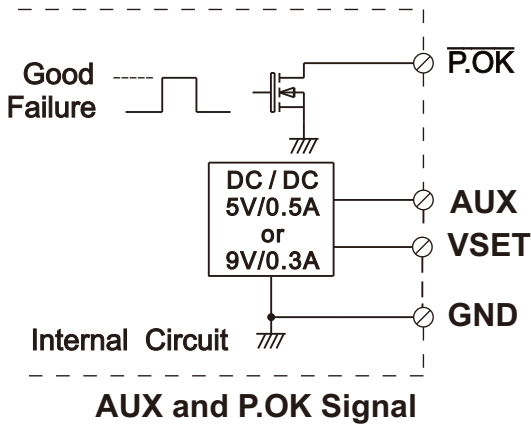 Good
Failure
P.OK
DC / DC
5V/0.5A
or
9V/0.3A
AUX
VSET
GND
Internal Circuit
AUX and P.OK Signal